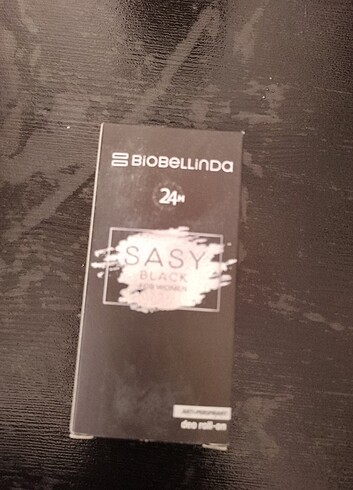 BIOBELLINDA
24H
SASY
BLACK
FOR WOMEN
ANTI-PERSPIRANT
deo roll-on